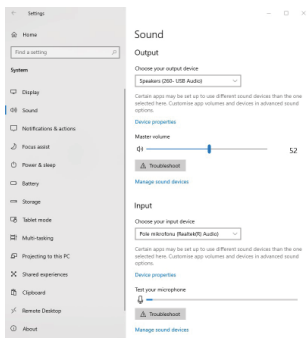 Settings
Home
Find a setting
System
Display
Sound
Notifications & actions
Focus assist
Power & sleep
Battery
Storage
Tablet mode
Multi-tasking
Projecting to this PC
Shared experiences
Clipboard
Remote Desktop
About
Sound
Output
Choose your output device
Speakers (260- USB Audio)
Certain apps may be set up to use different sound devices than the one
selected here. Customise app volumes and devices in advanced sound
options.
Device properties
Master volume
52
Troubleshoot
Manage sound devices
Input
Choose your input device
Pole mikrofonu (Realtek(R) Audio)
Certain apps may be set up to use different sound devices than the one
selected here. Customise app volumes and devices in advanced sound
options.
Device properties
Test your microphone
Troubleshoot
Manage sound devices